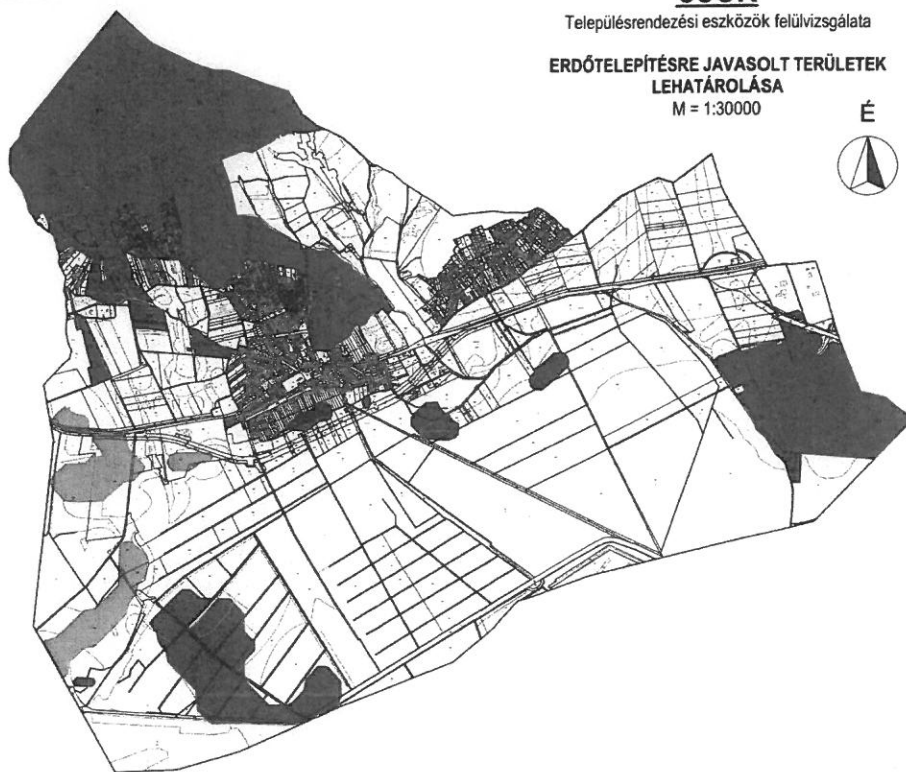 Településrendezési eszközök felülvizsgálata
ERDŐTELEPÍTÉSRE JAVASOLT TERÜLETEK
LEHATÁROLÁSA
M = 1:30000
É